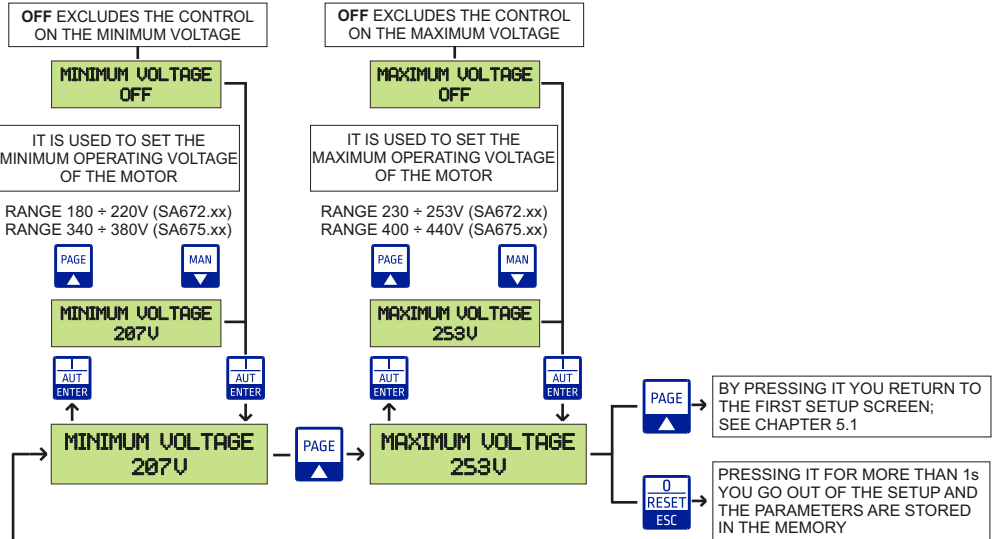 OFF EXCLUDES THE CONTROL
ON THE MINIMUM VOLTAGE
MINIMUM VOLTAGE
OFF
IT IS USED TO SET THE
MINIMUM OPERATING VOLTAGE
OF THE MOTOR
RANGE 180 ÷ 220V (SA672.xx)
RANGE 340 ÷ 380V (SA675.xx)
PAGE
MAN
MINIMUM VOLTAGE
207V
I
AUT
ENTER
I
AUT
ENTER
MINIMUM VOLTAGE
207V
PAGE
OFF EXCLUDES THE CONTROL
ON THE MAXIMUM VOLTAGE
MAXIMUM VOLTAGE
OFF
IT IS USED TO SET THE
MAXIMUM OPERATING VOLTAGE
OF THE MOTOR
RANGE 230 ÷ 253V (SA672.xx)
RANGE 400 ÷ 440V (SA675.xx)
PAGE
MAN
MAXIMUM VOLTAGE
253V
I
AUT
ENTER
I
AUT
ENTER
MAXIMUM VOLTAGE
253V
PAGE
BY PRESSING IT YOU RETURN TO
THE FIRST SETUP SCREEN;
SEE CHAPTER 5.1
0
RESET
ESC
PRESSING IT FOR MORE THAN 1s
YOU GO OUT OF THE SETUP AND
THE PARAMETERS ARE STORED
IN THE MEMORY